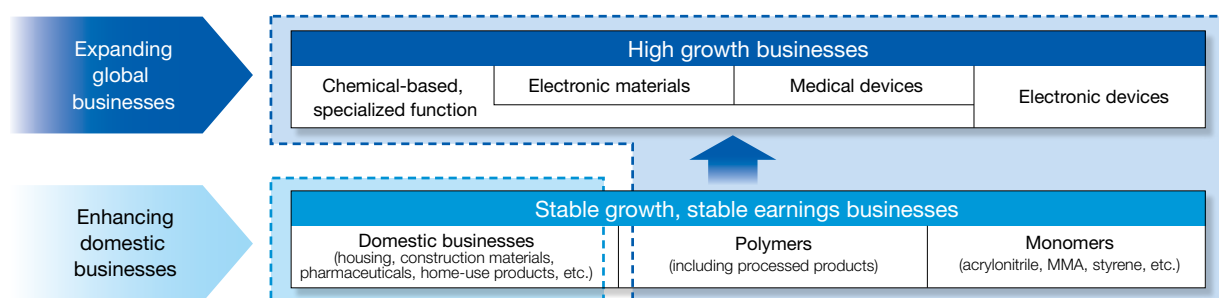 Expanding
global
businesses
High growth businesses
Chemical-based,
specialized function
Electronic materials
Medical devices
Electronic devices
Enhancing
domestic
businesses
Stable growth, stable earnings businesses
Domestic businesses
(housing, construction materials,
pharmaceuticals, home-use products, etc.)
Polymers
(including processed products)
Monomers
(acrylonitrile, MMA, styrene, etc.)